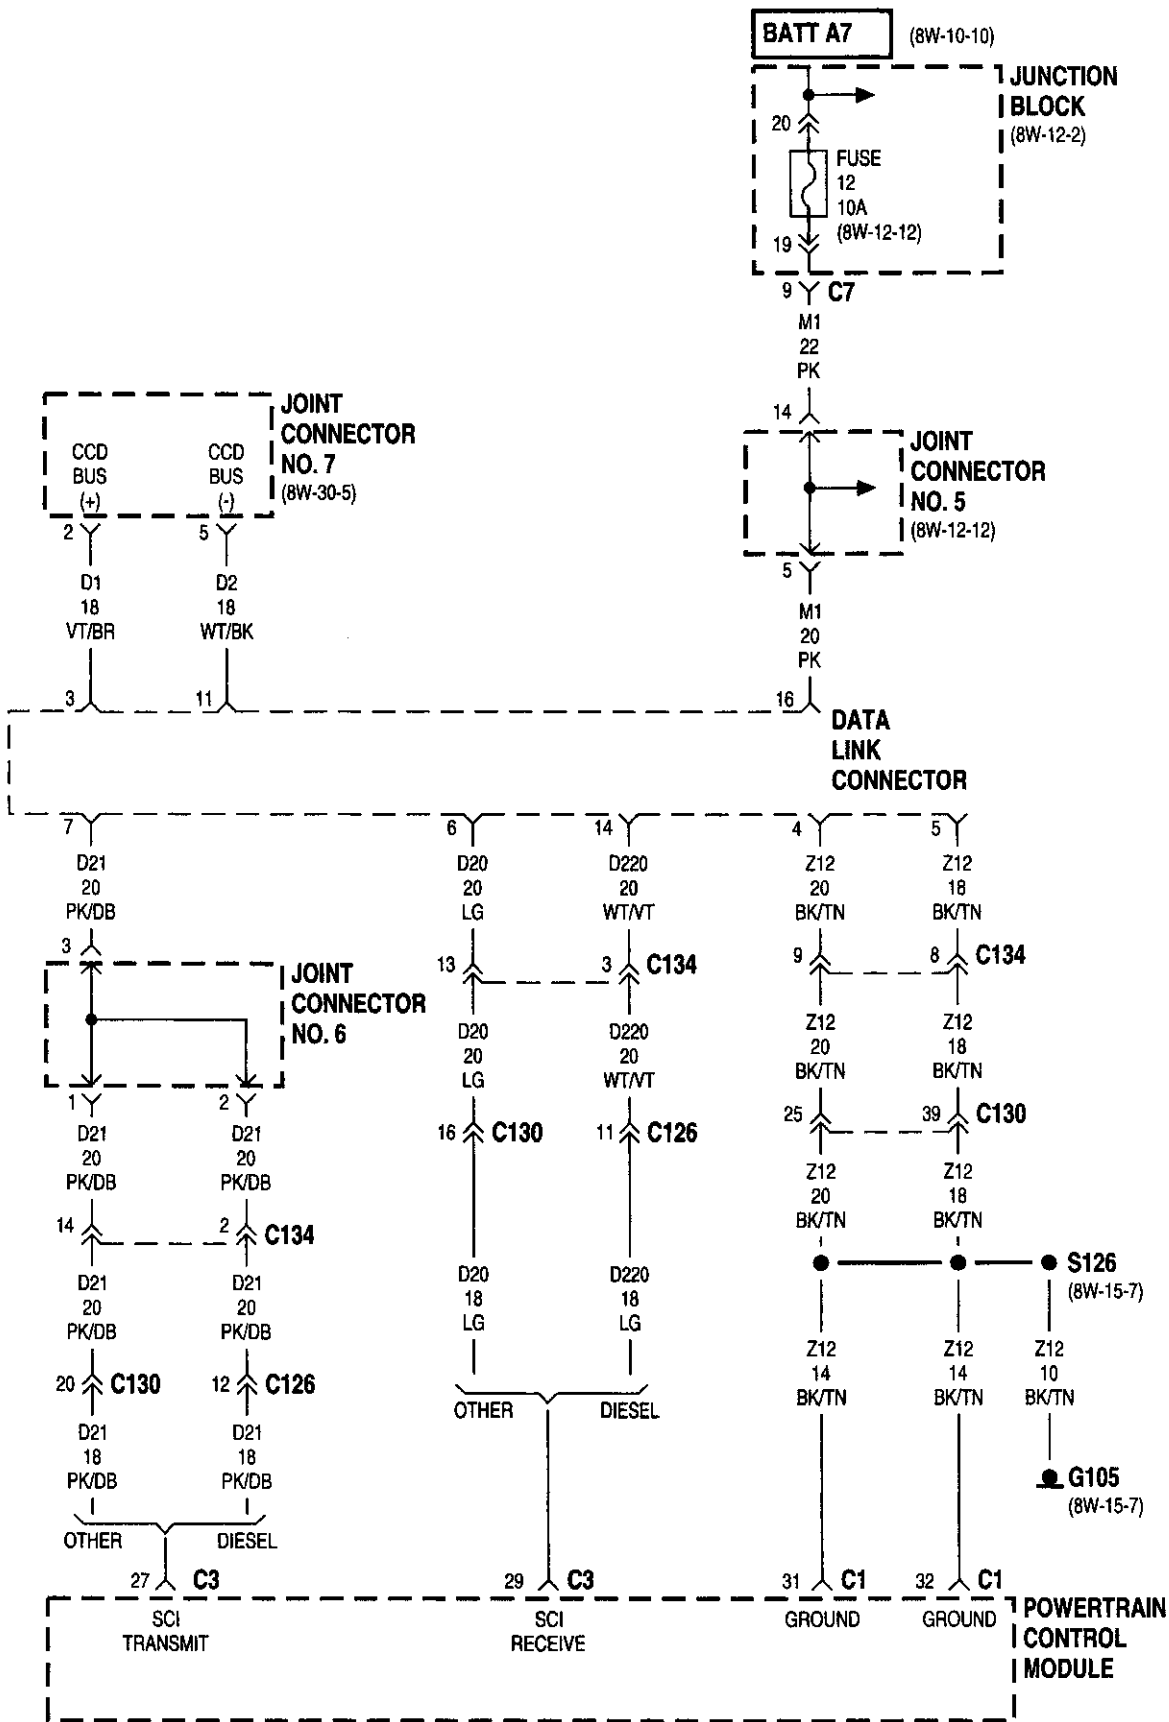 BATT A7 (8W-10-10)
JUNCTION
BLOCK
(8W-12-2)
20
FUSE
12
10A
(8W-12-12)
19
9 C7
M1
22
PK
14
JOINT
CONNECTOR
NO. 7
(8W-30-5)
CCD
BUS
(+)
CCD
BUS
(-)
2 5
D1
18
VT/BR
D2
18
WT/BK
3 11
JOINT
CONNECTOR
NO. 5
(8W-12-12)
5
M1
20
PK
16
DATA
LINK
CONNECTOR
7 6 14 4 5
D21
20
PK/DB
D20
20
LG
D220
20
WT/VT
Z12
20
BK/TN
Z12
18
BK/TN
3
JOINT
CONNECTOR
NO. 6
13 3 C134
9 8 C134
D20
20
LG
D220
20
WT/VT
Z12
20
BK/TN
Z12
18
BK/TN
1 2
D21
20
PK/DB
D21
20
PK/DB
16 C130 11 C126
25 39 C130
Z12
20
BK/TN
Z12
18
BK/TN
14 2 C134
D21
20
PK/DB
D21
20
PK/DB
D20
18
LG
D220
18
LG
S126
(8W-15-7)
Z12
14
BK/TN
Z12
14
BK/TN
Z12
10
BK/TN
20 C130 12 C126
OTHER DIESEL
D21
18
PK/DB
D21
18
PK/DB
G105
(8W-15-7)
OTHER DIESEL
27 C3 29 C3 31 C1 32 C1
SCI
TRANSMIT
SCI
RECEIVE
GROUND GROUND
POWERTRAIN
CONTROL
MODULE